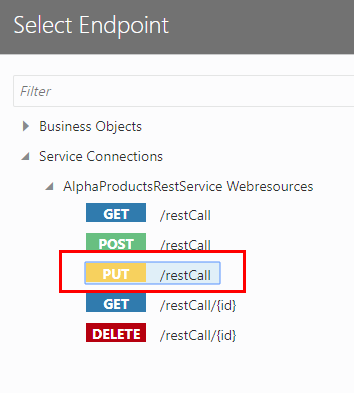 Select Endpoint
Filter
Business Objects
Service Connections
AlphaProductsRestService Webresources
GET /restCall
POST /restCall
PUT /restCall
GET /restCall/{id}
DELETE /restCall/{id}